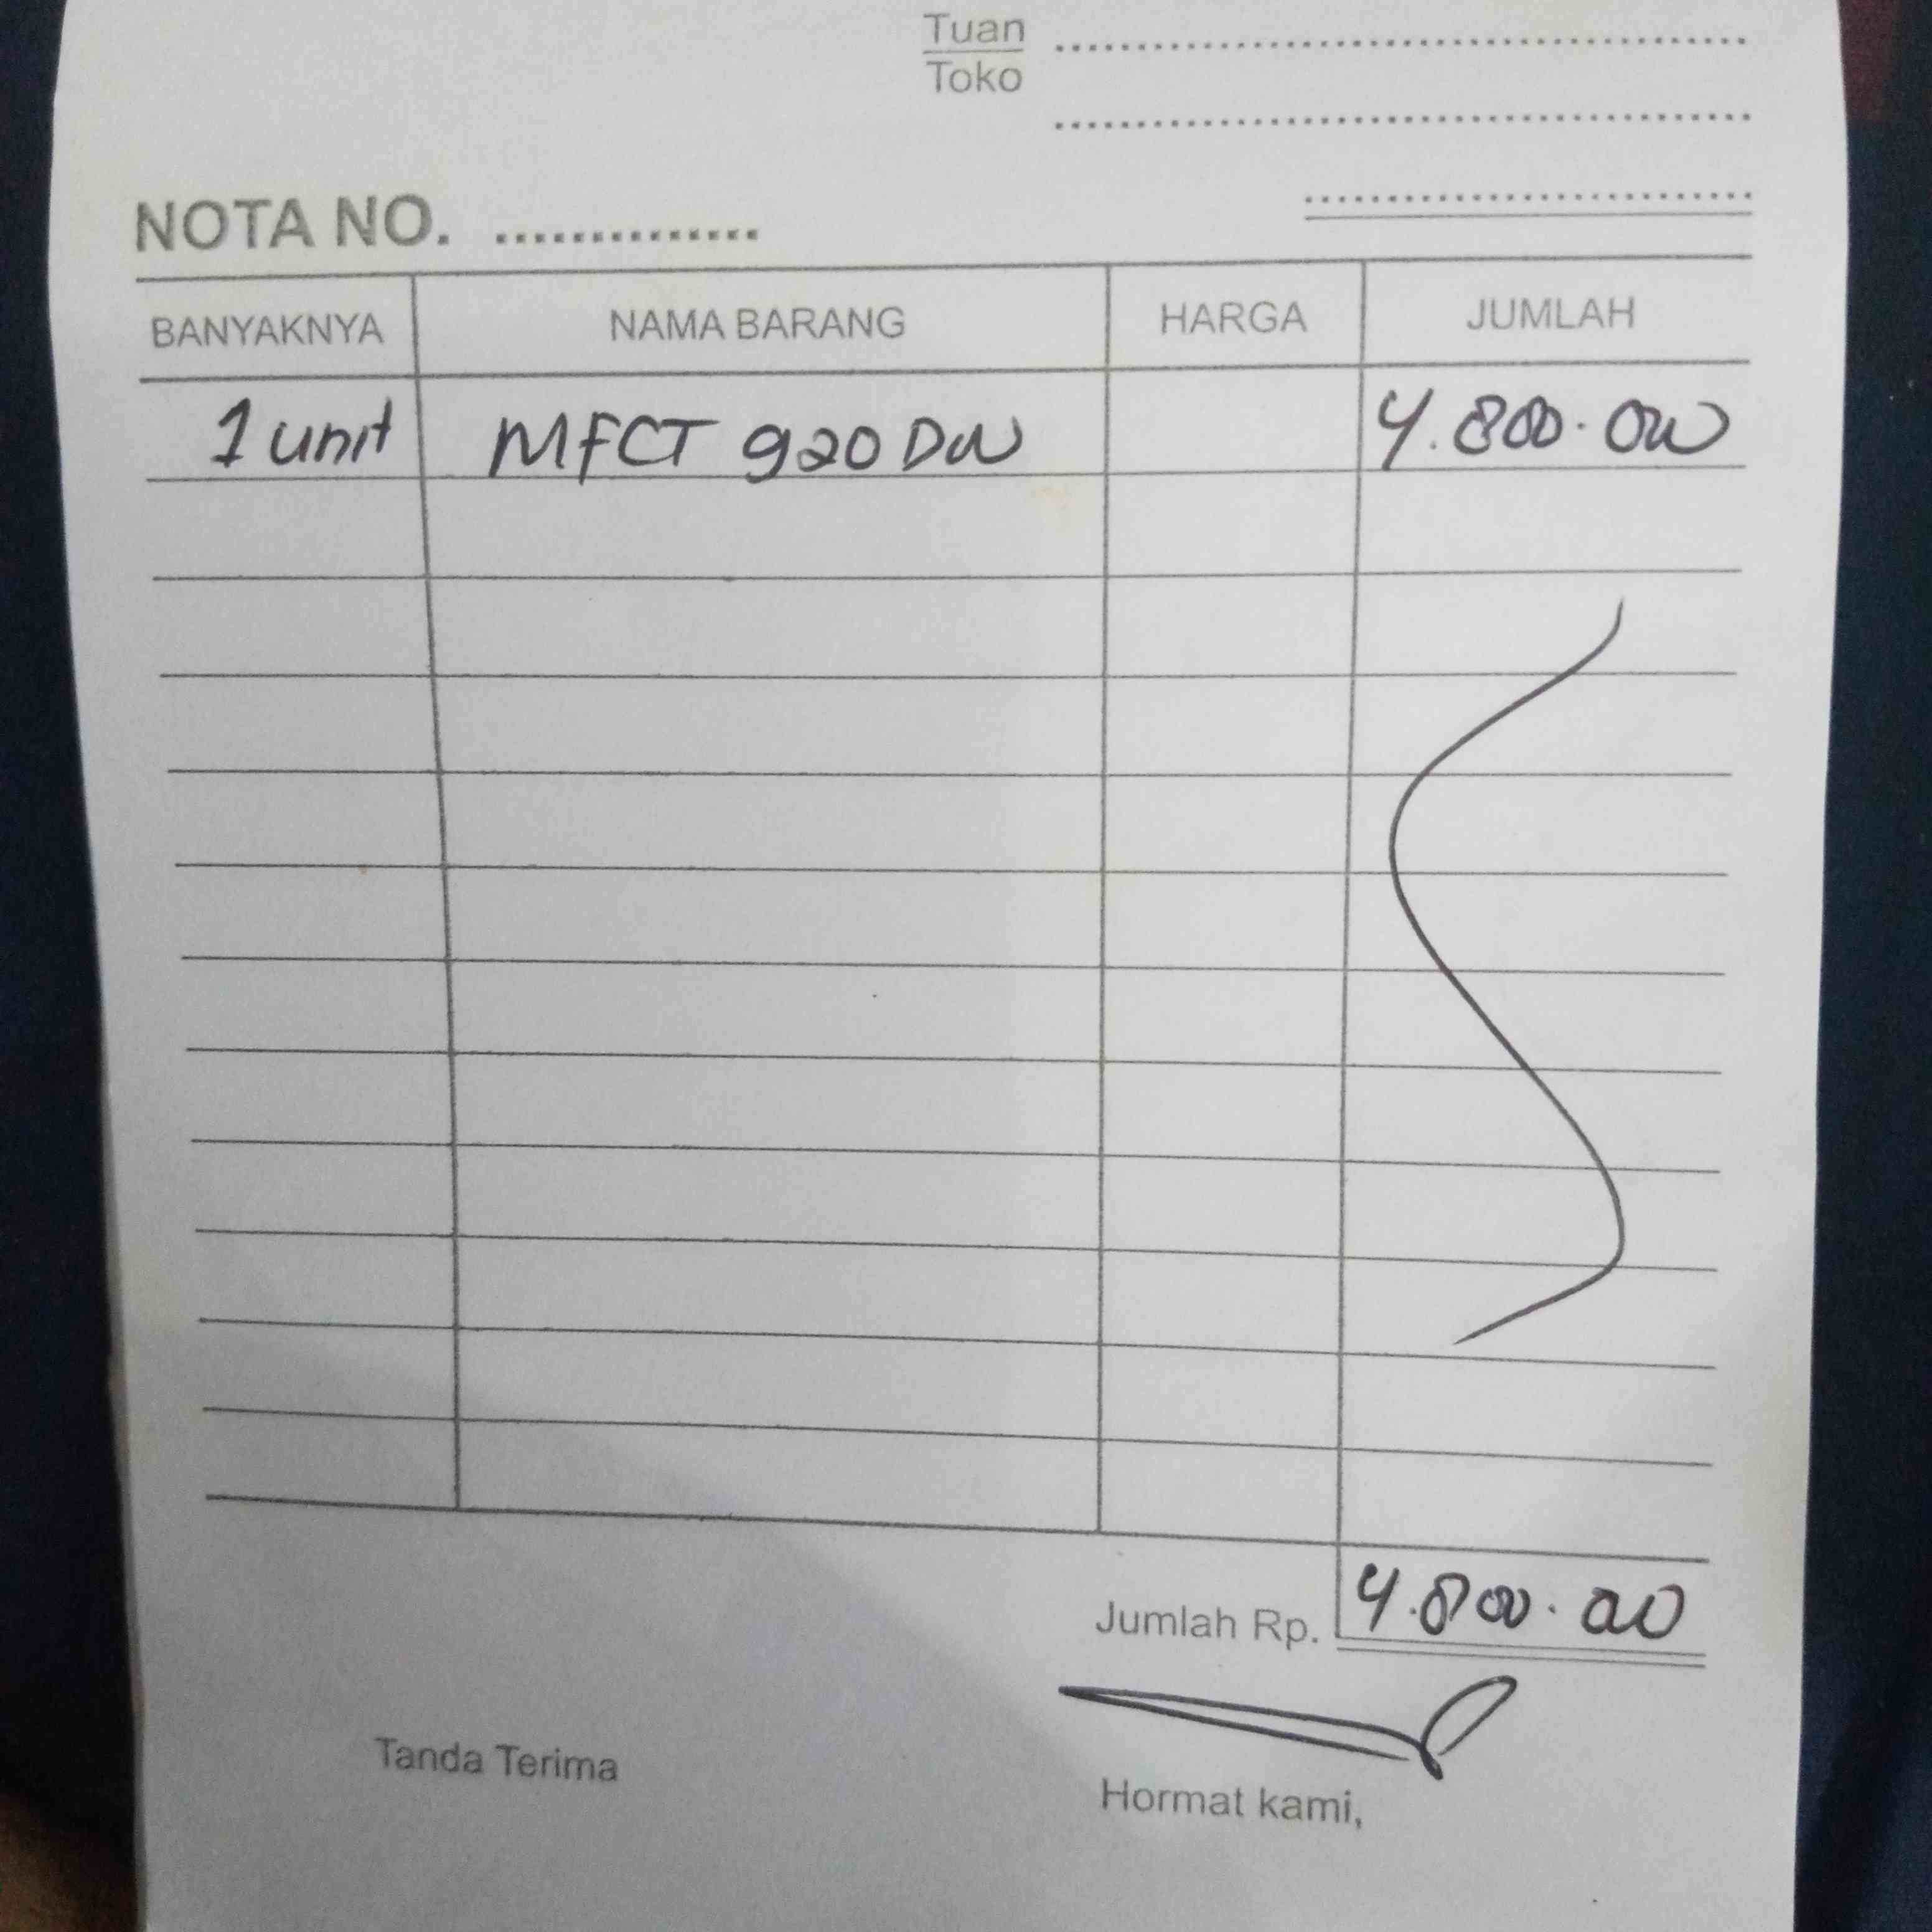 Tuan
Toko
NOTA NO. ..............
BANYAKNYA NAMA BARANG HARGA JUMLAH
1 unit MFCT 920 DW 4.800.000
Jumlah Rp. 4.800.000
Tanda Terima
Hormat kami,